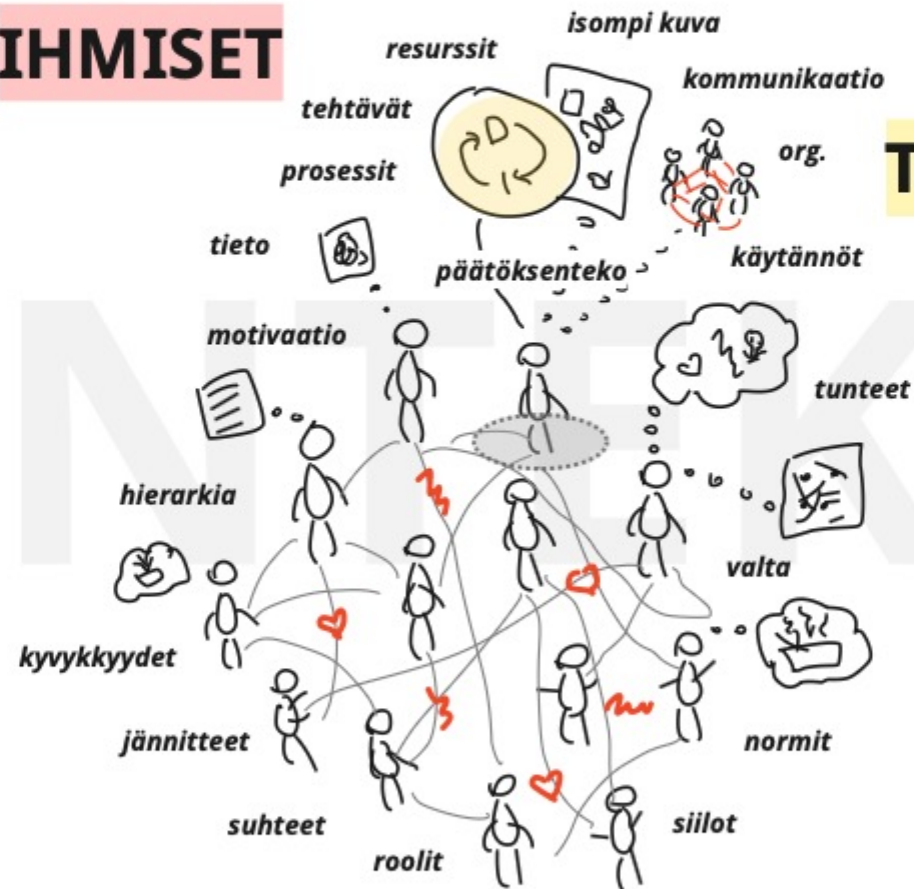 IHMISET
isompi kuva
resurssit
kommunikaatio
tehtävät
org.
T
prosessit
tieto
käytännöt
päätöksenteko
motivaatio
tunteet
hierarkia
valta
kyvykkyydet
jännitteet
normit
suhteet
siilot
roolit
NTEK